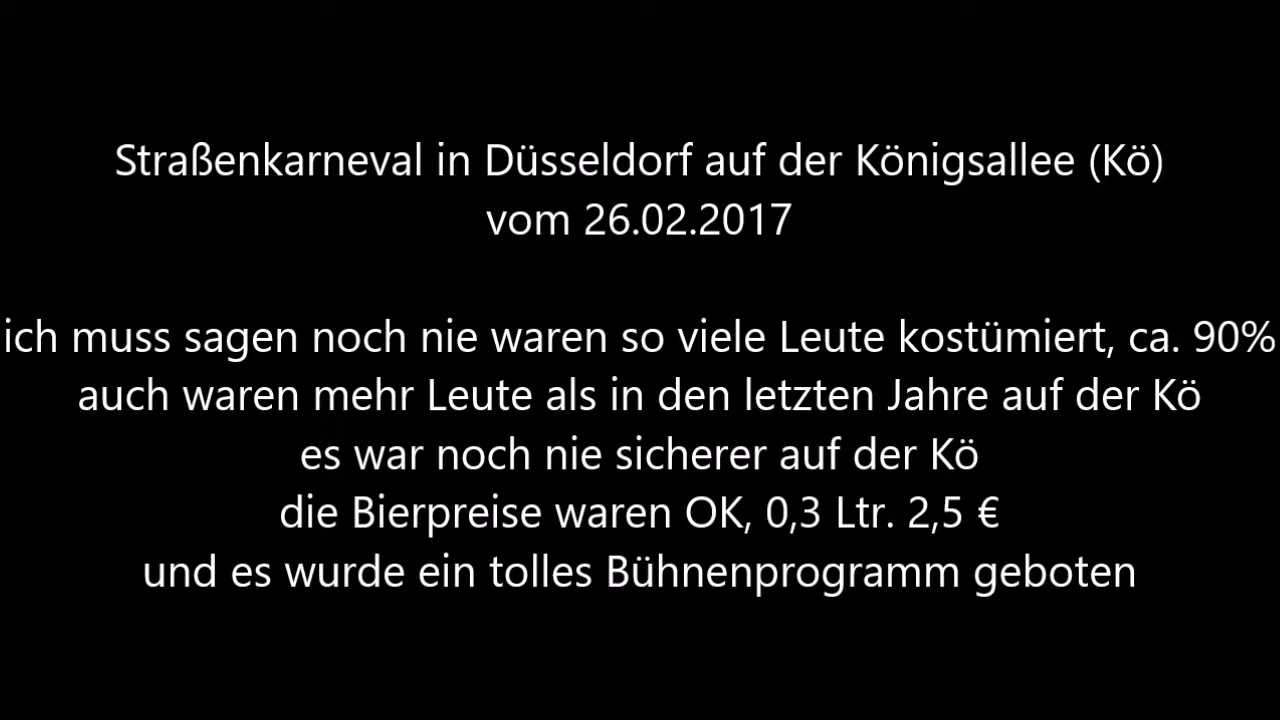 Straßenkarneval in Düsseldorf auf der Königsallee (Kö)
vom 26.02.2017
ich muss sagen noch nie waren so viele Leute kostümiert, ca. 90%
auch waren mehr Leute als in den letzten Jahre auf der Kö
es war noch nie sicherer auf der Kö
die Bierpreise waren OK, 0,3 Ltr. 2,5 €
und es wurde ein tolles Bühnenprogramm geboten